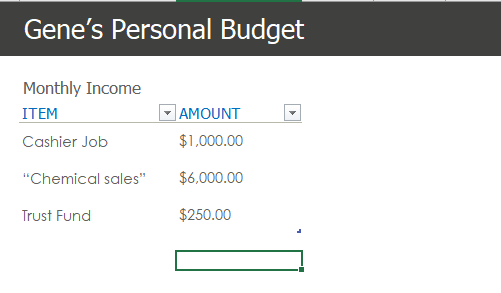 Gene’s Personal Budget
Monthly Income
ITEM AMOUNT
Cashier Job $1,000.00
“Chemical sales” $6,000.00
Trust Fund $250.00